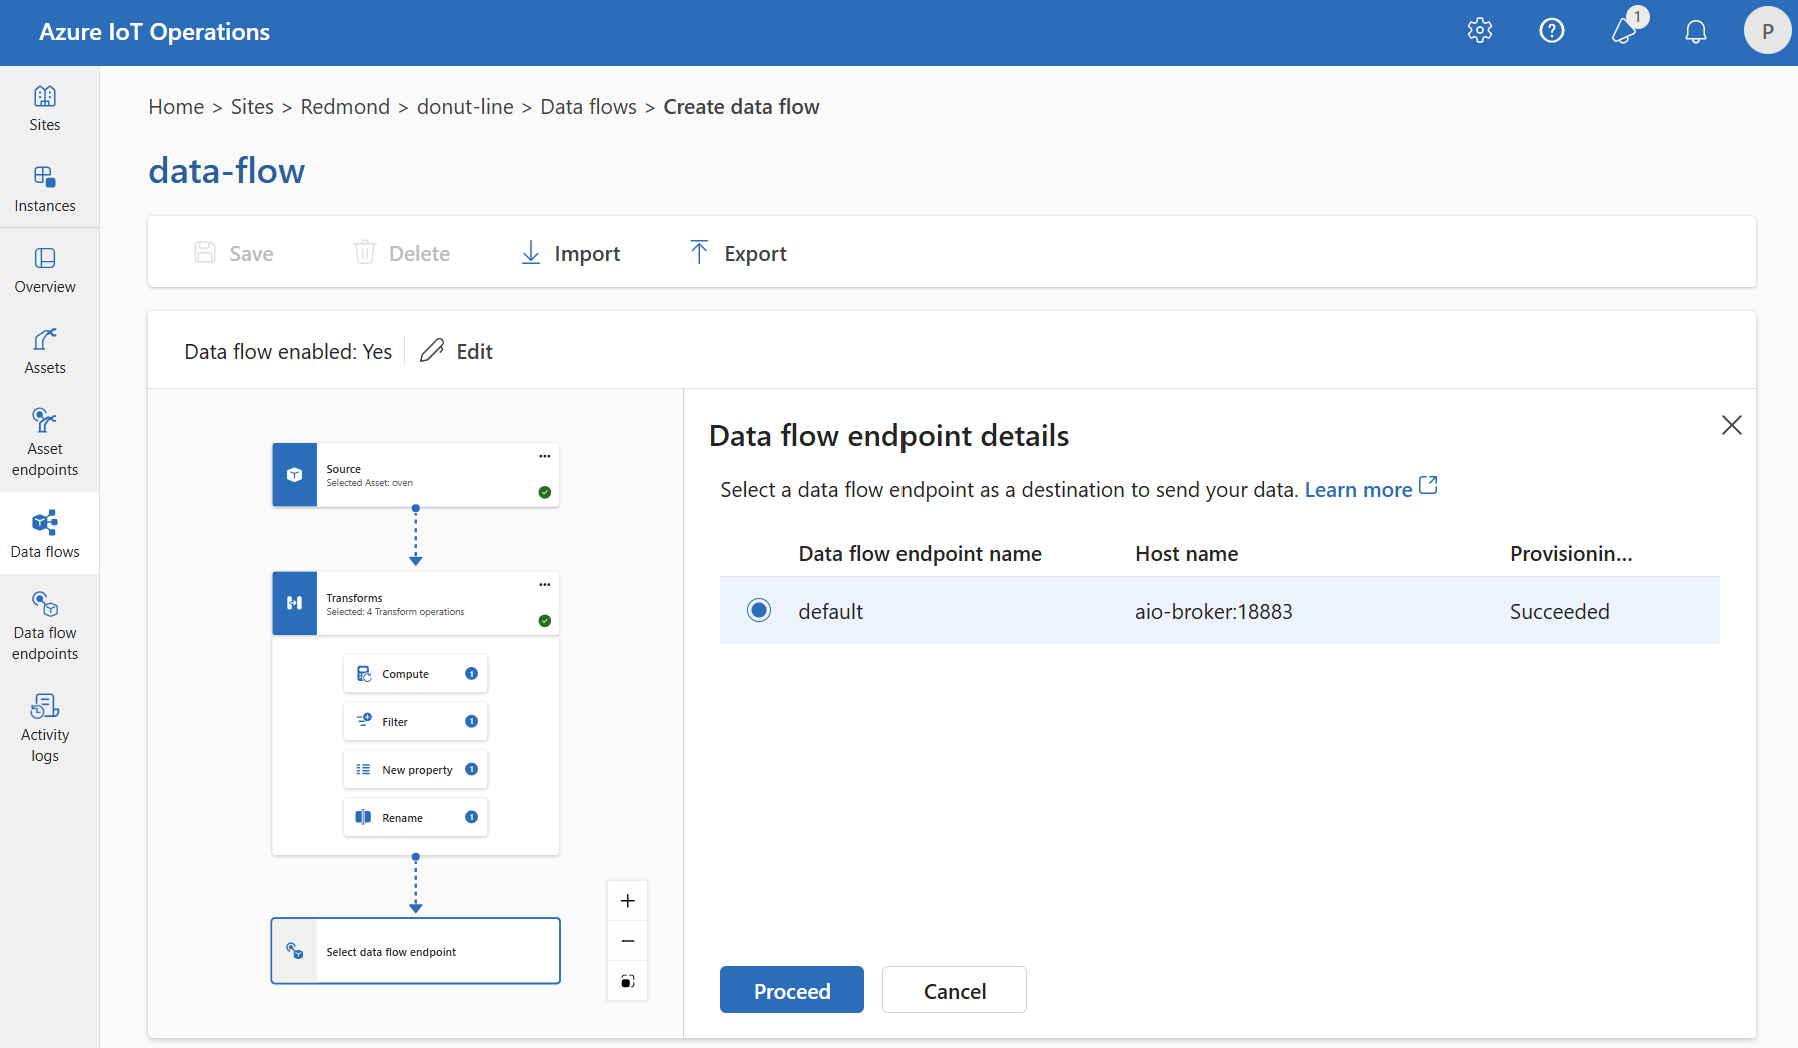 Azure IoT Operations
1
P
Sites
Instances
Overview
Assets
Asset
endpoints
Data flows
Data flow
endpoints
Activity
logs
Home > Sites > Redmond > donut-line > Data flows > Create data flow
data-flow
Save
Delete
Import
Export
Data flow enabled: Yes
Edit
Source
Selected Asset: oven
Transforms
Selected: 4 Transform operations
Compute 1
Filter 1
New property 1
Rename 1
Select data flow endpoint
Data flow endpoint details
Select a data flow endpoint as a destination to send your data. Learn more
Data flow endpoint name Host name Provisionin...
default aio-broker:18883 Succeeded
Proceed
Cancel